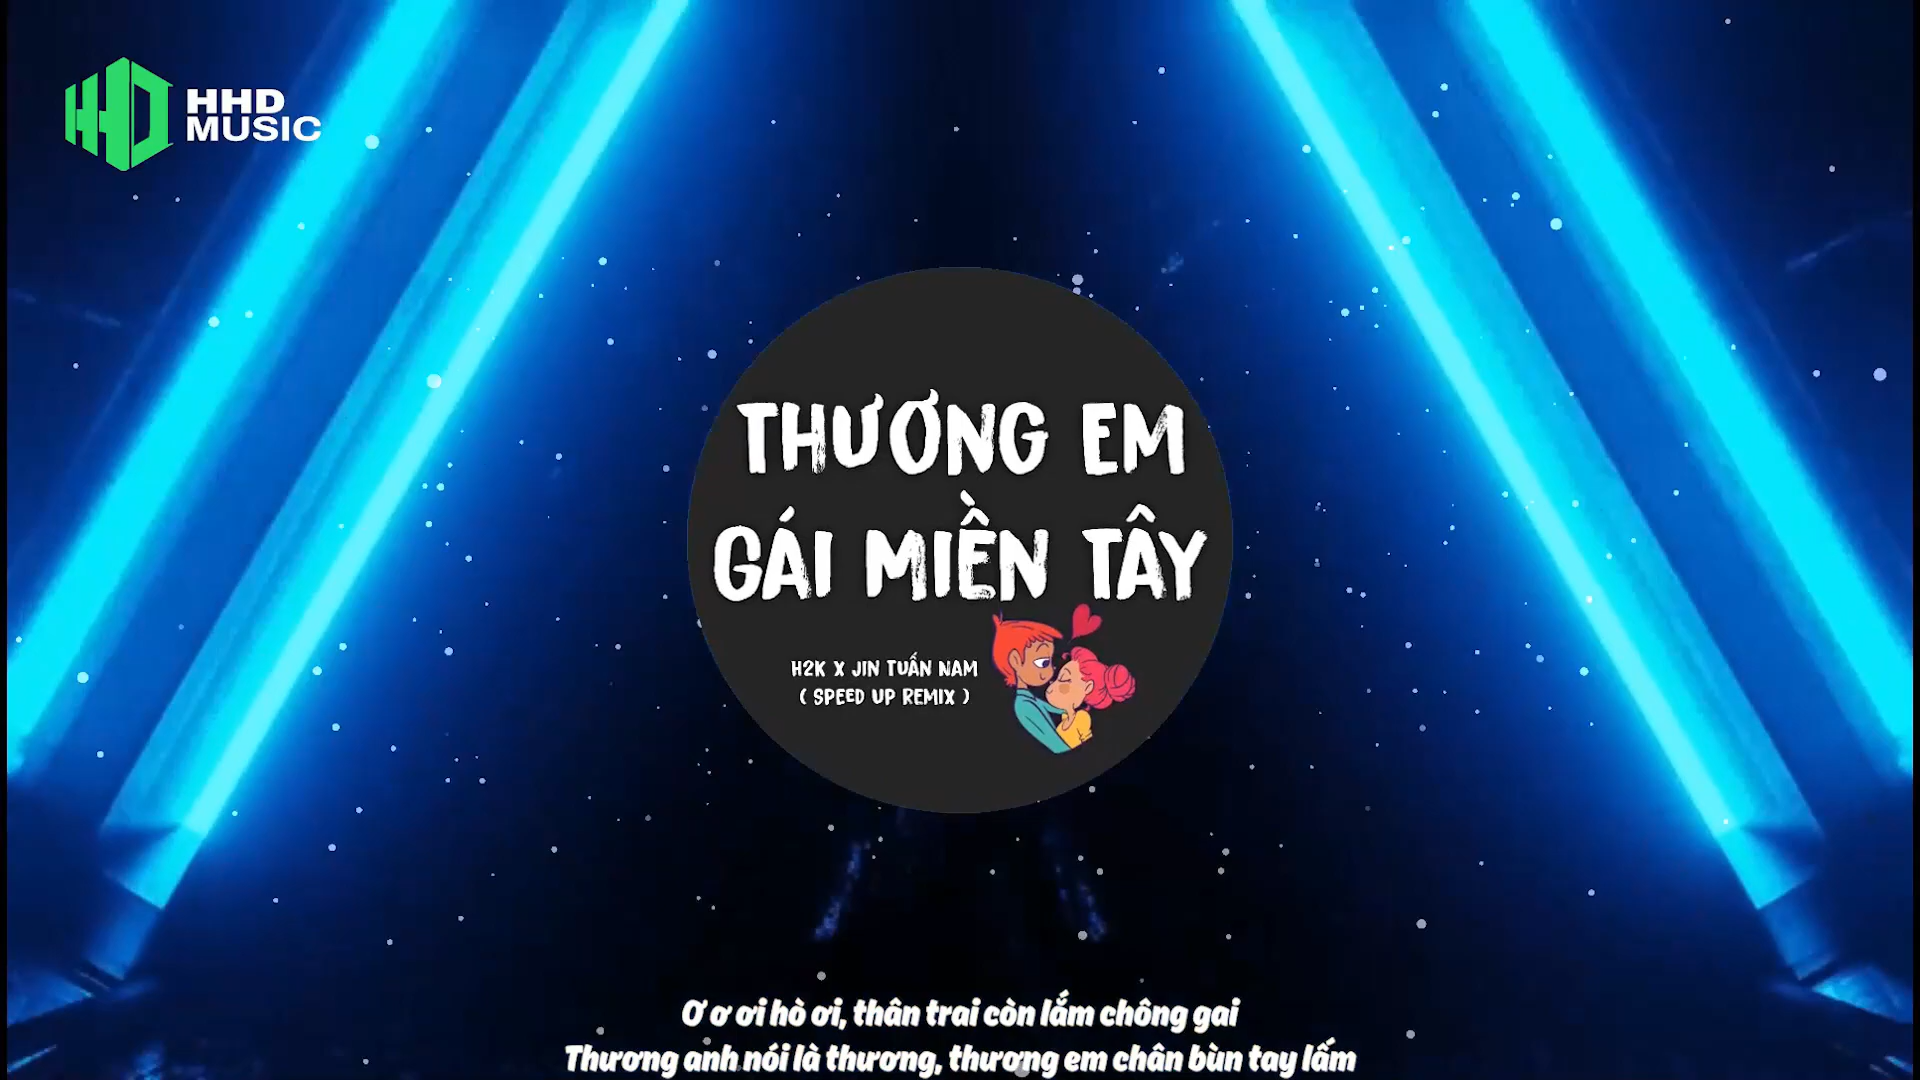 HHD
MUSIC
THƯƠNG EM
GÁI MIỀN TÂY
H2K X JIN TUẤN NAM
( SPEED UP REMIX )
Ơ ơ ơi hò ơi, thân trai còn lắm chông gai
Thương anh nói là thương, thương em chân bùn tay lấm